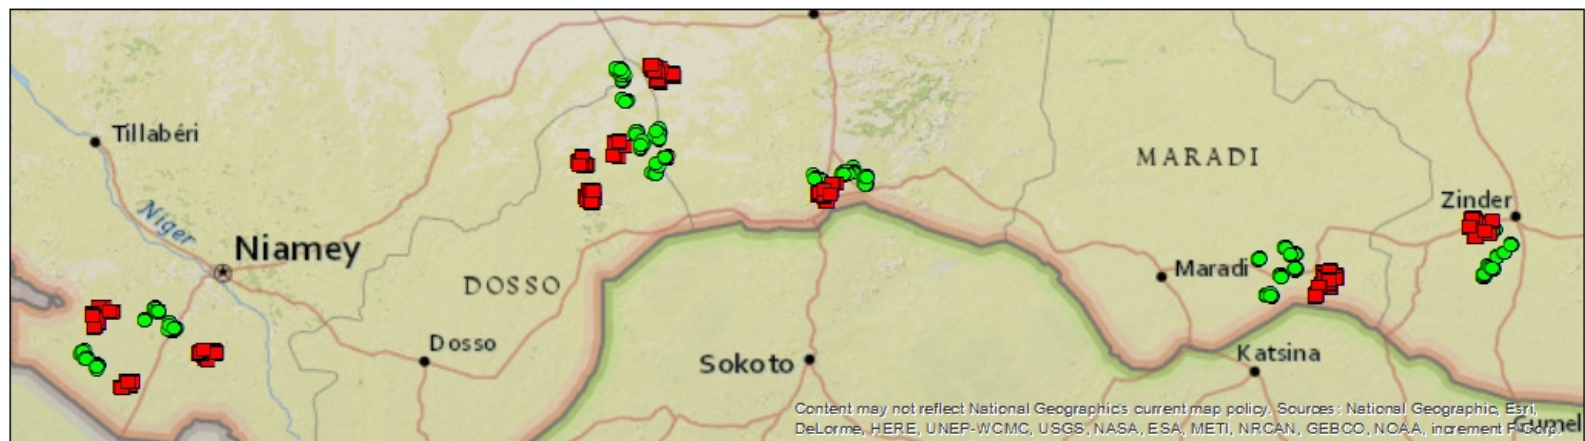 Tillabéri
MARADI
Zinder
Niger
Niamey
Maradi
DOSSO
Dosso
Sokoto
Katsina
Content may not reflect National Geographic's current map policy. Sources: National Geographic, Esri,
DeLorme, HERE, UNEP-WCMC, USGS, NASA, ESA, METI, NRCAN, GEBCO, NOAA, increment P Corp.
Gumel